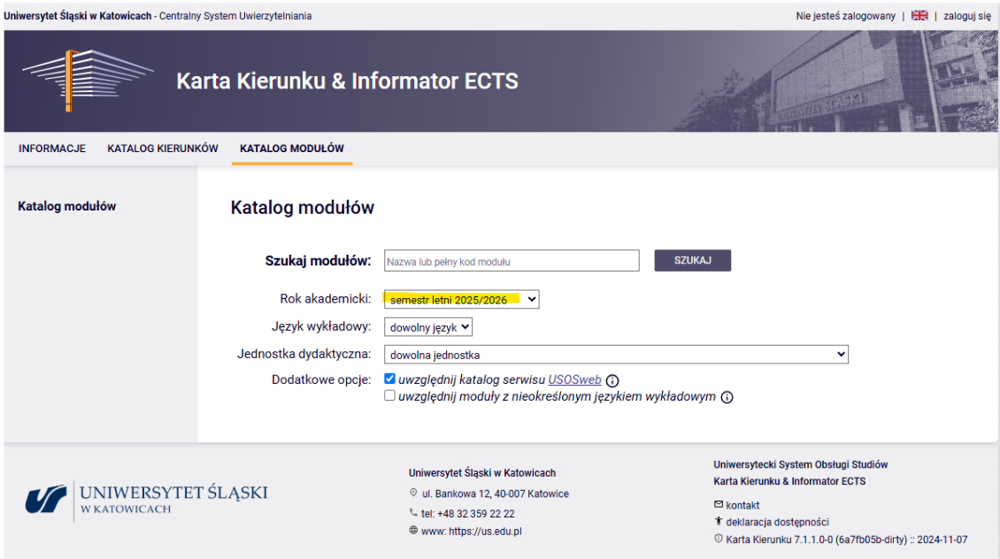 Uniwersytet Śląski w Katowicach - Centralny System Uwierzytelniania
Nie jesteś zalogowany | | zaloguj się
Karta Kierunku & Informator ECTS
UNIWERSYTET ŚLĄSKI
INFORMACJE KATALOG KIERUNKÓW KATALOG MODUŁÓW
Katalog modułów
Katalog modułów
Szukaj modułów: Nazwa lub pełny kod modułu SZUKAJ
Rok akademicki: semestr letni 2025/2026
Język wykładowy: dowolny język
Jednostka dydaktyczna: dowolna jednostka
Dodatkowe opcje: uwzględnij katalog serwisu USOSweb
uwzględnij moduły z nieokreślonym językiem wykładowym
UNIWERSYTET ŚLĄSKI
W KATOWICACH
Uniwersytet Śląski w Katowicach
ul. Bankowa 12, 40-007 Katowice
tel: +48 32 359 22 22
www: https://us.edu.pl
Uniwersytecki System Obsługi Studiów
Karta Kierunku & Informator ECTS
kontakt
deklaracja dostępności
Karta Kierunku 7.1.1.0-0 (6a7fb05b-dirty) :: 2024-11-07